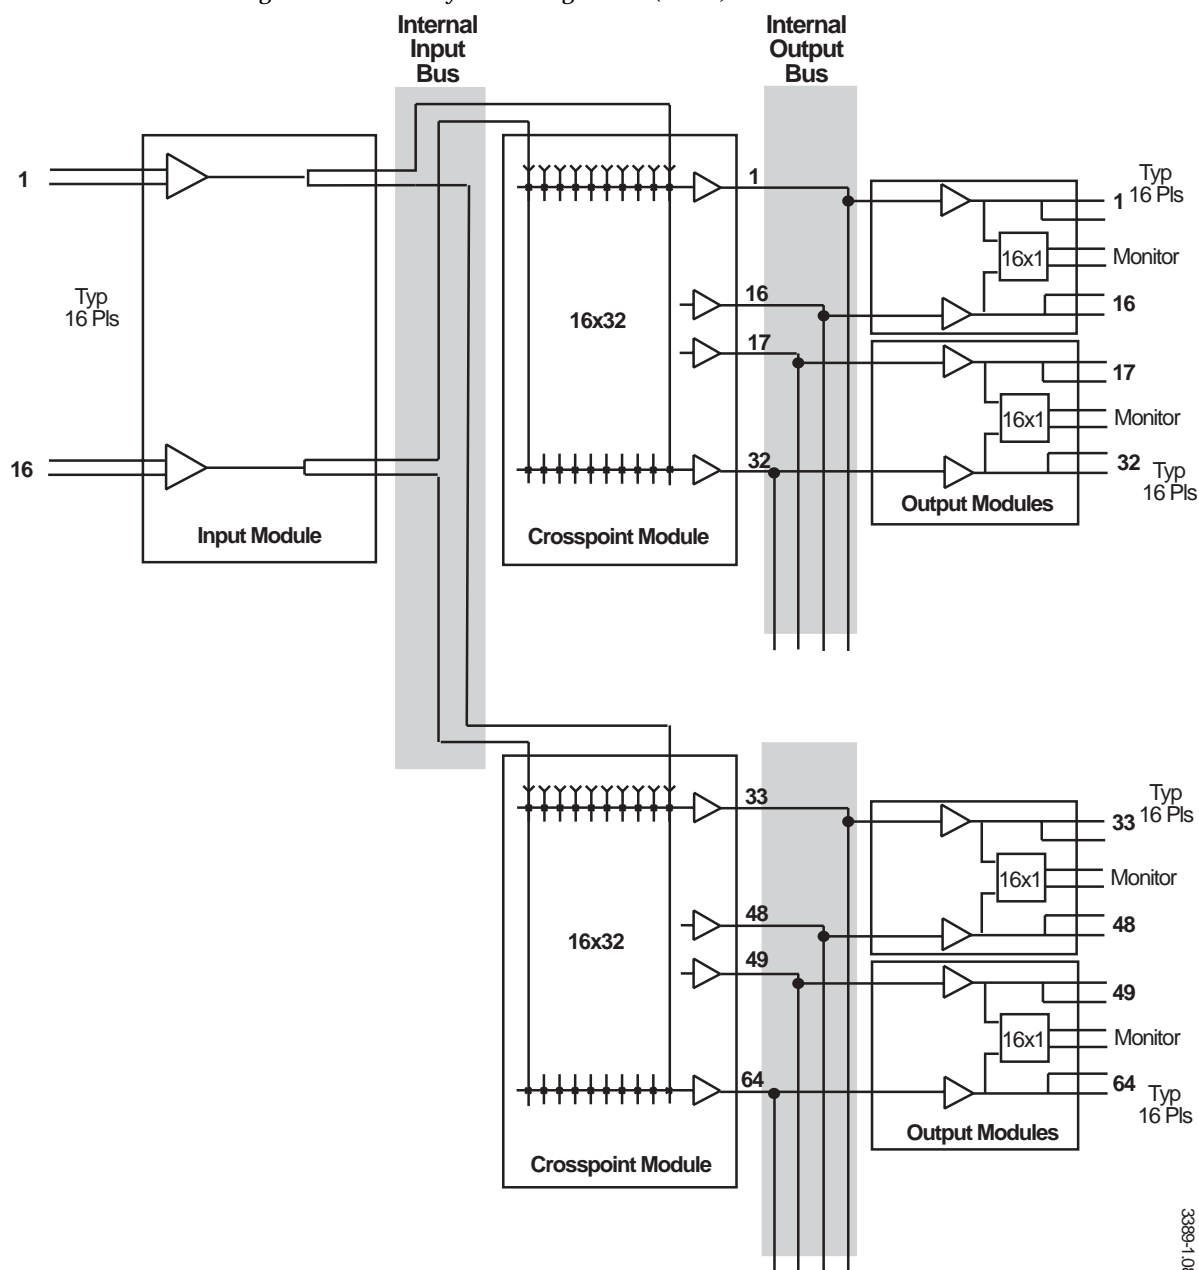 Internal
Input
Bus
Internal
Output
Bus
1
Typ
16 Pls
16
Input Module
16x32
Crosspoint Module
1
16
17
32
1
Typ
16 Pls
16x1
Monitor
16
17
16x1
Monitor
32
Typ
16 Pls
Output Modules
16x32
Crosspoint Module
33
48
49
64
33
Typ
16 Pls
16x1
Monitor
48
49
16x1
Monitor
64
Typ
16 Pls
Output Modules